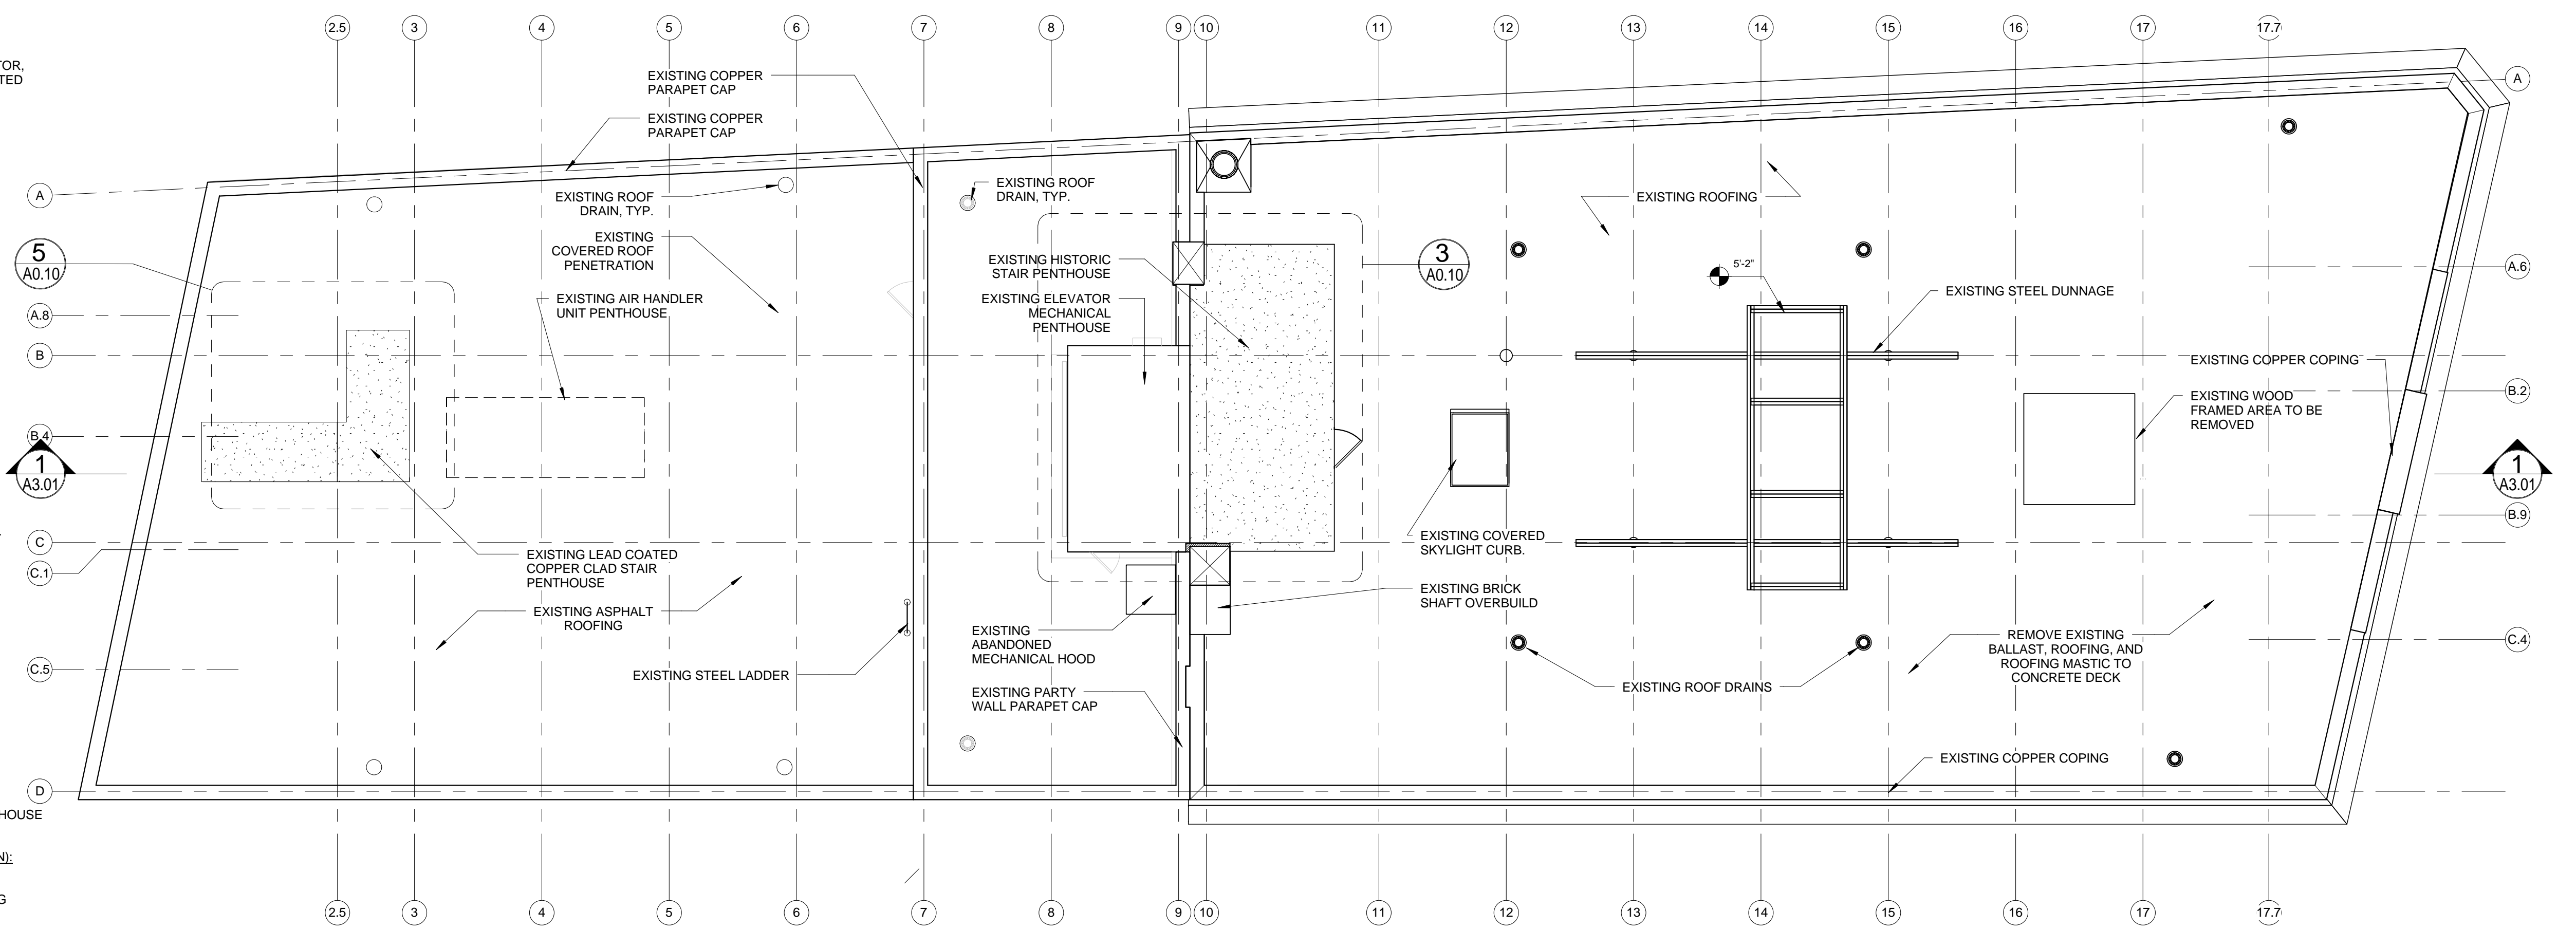 2.5 3 4 5 6 7 8 9 10 11 12 13 14 15 16 17 17.7
TOR,
TED
EXISTING COPPER
PARAPET CAP
A
EXISTING COPPER
PARAPET CAP
A
EXISTING ROOF
DRAIN, TYP.
EXISTING ROOF
DRAIN, TYP.
EXISTING ROOFING
EXISTING
COVERED ROOF
PENETRATION
5
A0.10
EXISTING HISTORIC
STAIR PENTHOUSE
3
A0.10
5'-2"
A.6
EXISTING AIR HANDLER
UNIT PENTHOUSE
EXISTING ELEVATOR
MECHANICAL
PENTHOUSE
EXISTING STEEL DUNNAGE
A.8
B
EXISTING COPPER COPING
B.2
EXISTING WOOD
FRAMED AREA TO BE
REMOVED
B.4
1
A3.01
1
A3.01
B.9
C
EXISTING COVERED
SKYLIGHT CURB.
C.1
EXISTING LEAD COATED
COPPER CLAD STAIR
PENTHOUSE
EXISTING BRICK
SHAFT OVERBUILD
EXISTING ASPHALT
ROOFING
EXISTING
ABANDONED
MECHANICAL HOOD
REMOVE EXISTING
BALLAST, ROOFING, AND
ROOFING MASTIC TO
CONCRETE DECK
C.4
C.5
EXISTING STEEL LADDER
EXISTING ROOF DRAINS
EXISTING PARTY
WALL PARAPET CAP
EXISTING COPPER COPING
D
HOUSE
N):
G
2.5 3 4 5 6 7 8 9 10 11 12 13 14 15 16 17 17.7